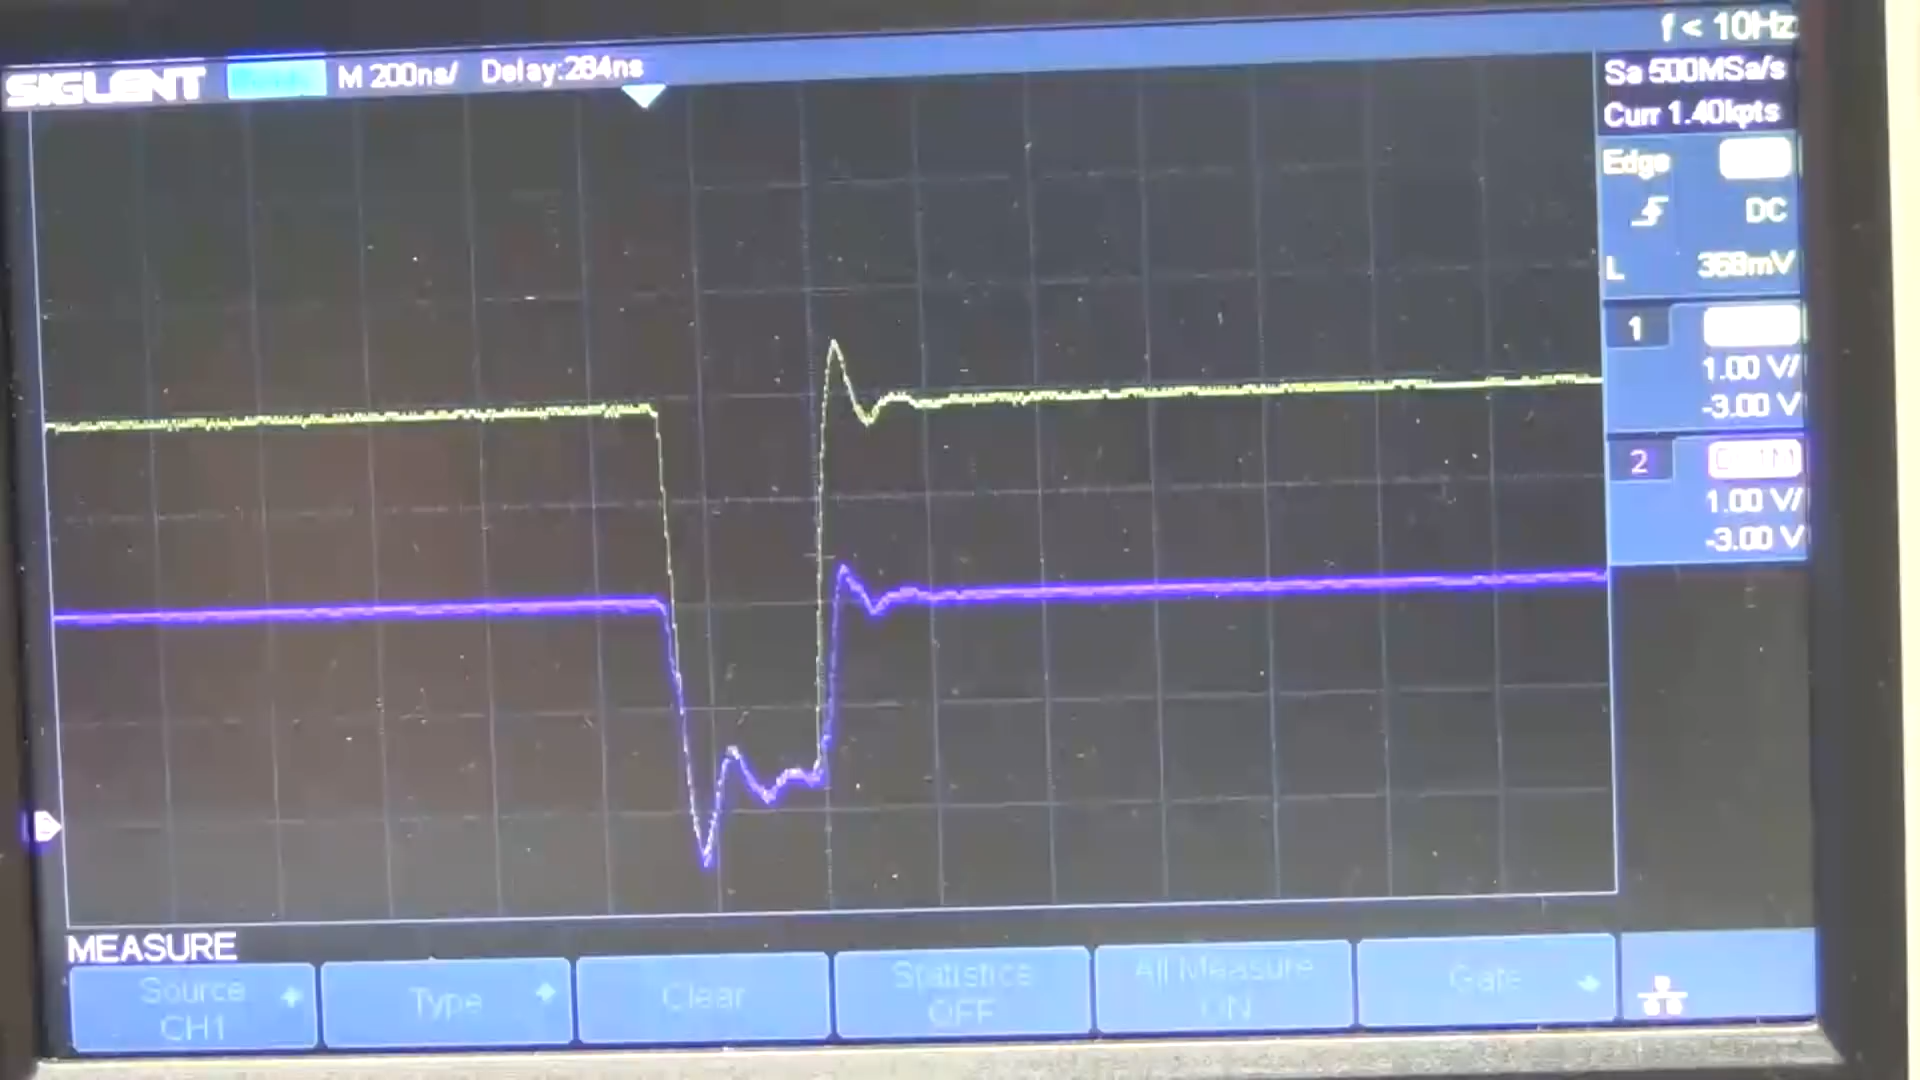 SIGLENT M 200ns/ Delay:284ns
f < 10Hz
Sa 500MSa/s
Curr 1.40kpts
Edge
DC
L 368mV
1
1.00 V/
-3.00 V
2
1.00 V/
-3.00 V
MEASURE
Source
CH1
Type
Clear
Statistics
OFF
All Measure
ON
Gate